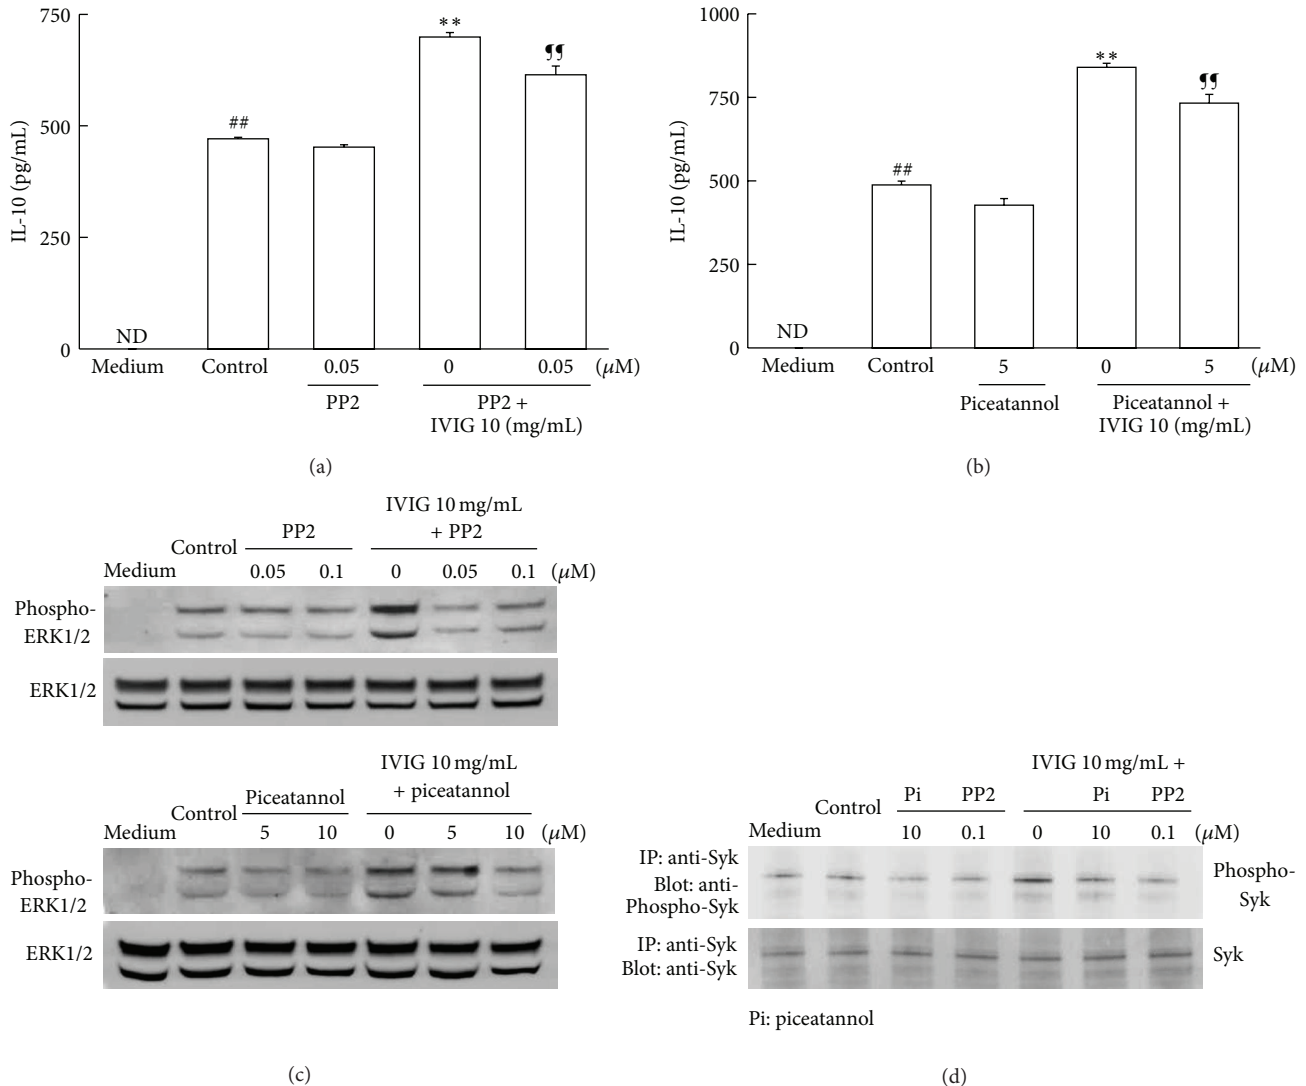 750
500
250
0
IL-10 (pg/mL)
ND
##
**
¶¶
Medium Control 0.05 0 0.05 (μM)
PP2 PP2 +
IVIG 10 (mg/mL)
(a)
1000
750
500
250
0
IL-10 (pg/mL)
ND
##
**
¶¶
Medium Control 5 0 5 (μM)
Piceatannol Piceatannol +
IVIG 10 (mg/mL)
(b)
IVIG 10 mg/mL
PP2 + PP2
Control
Medium 0.05 0.1 0 0.05 0.1 (μM)
Phospho-
ERK1/2
ERK1/2
IVIG 10 mg/mL
Piceatannol + piceatannol
Control
Medium 5 10 0 5 10 (μM)
Phospho-
ERK1/2
ERK1/2
(c)
IVIG 10 mg/mL +
Pi PP2 Pi PP2
Control
Medium 10 0.1 0 10 0.1 (μM)
IP: anti-Syk
Blot: anti-
Phospho-Syk
Phospho-
Syk
IP: anti-Syk
Blot: anti-Syk
Syk
Pi: piceatannol
(d)